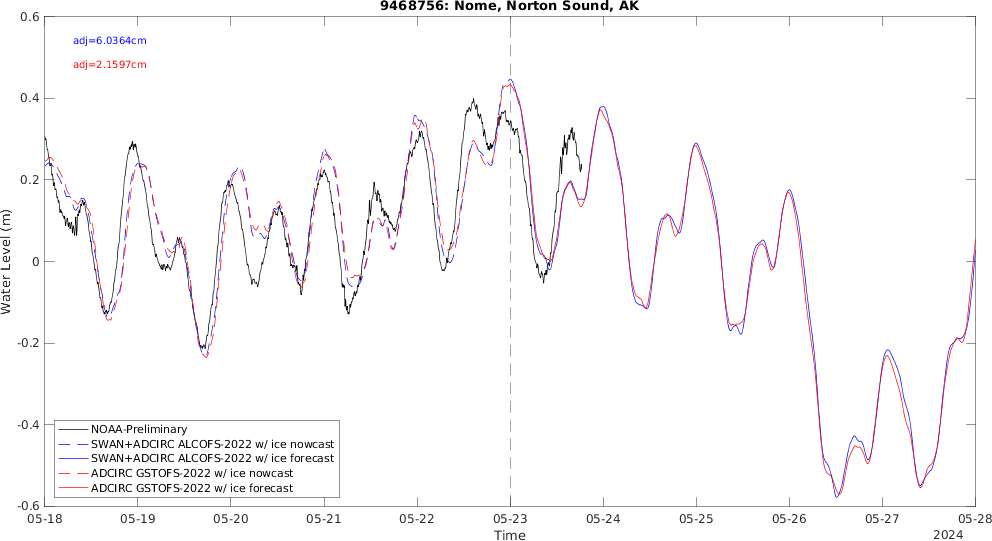 9468756: Nome, Norton Sound, AK
adj=6.0364cm
adj=2.1597cm
Water Level (m)
0.6
0.4
0.2
0
-0.2
-0.4
-0.6
NOAA-Preliminary
SWAN+ADCIRC ALCOFS-2022 w/ ice nowcast
SWAN+ADCIRC ALCOFS-2022 w/ ice forecast
ADCIRC GSTOFS-2022 w/ ice nowcast
ADCIRC GSTOFS-2022 w/ ice forecast
05-18 05-19 05-20 05-21 05-22 05-23 05-24 05-25 05-26 05-27 05-28
Time
2024